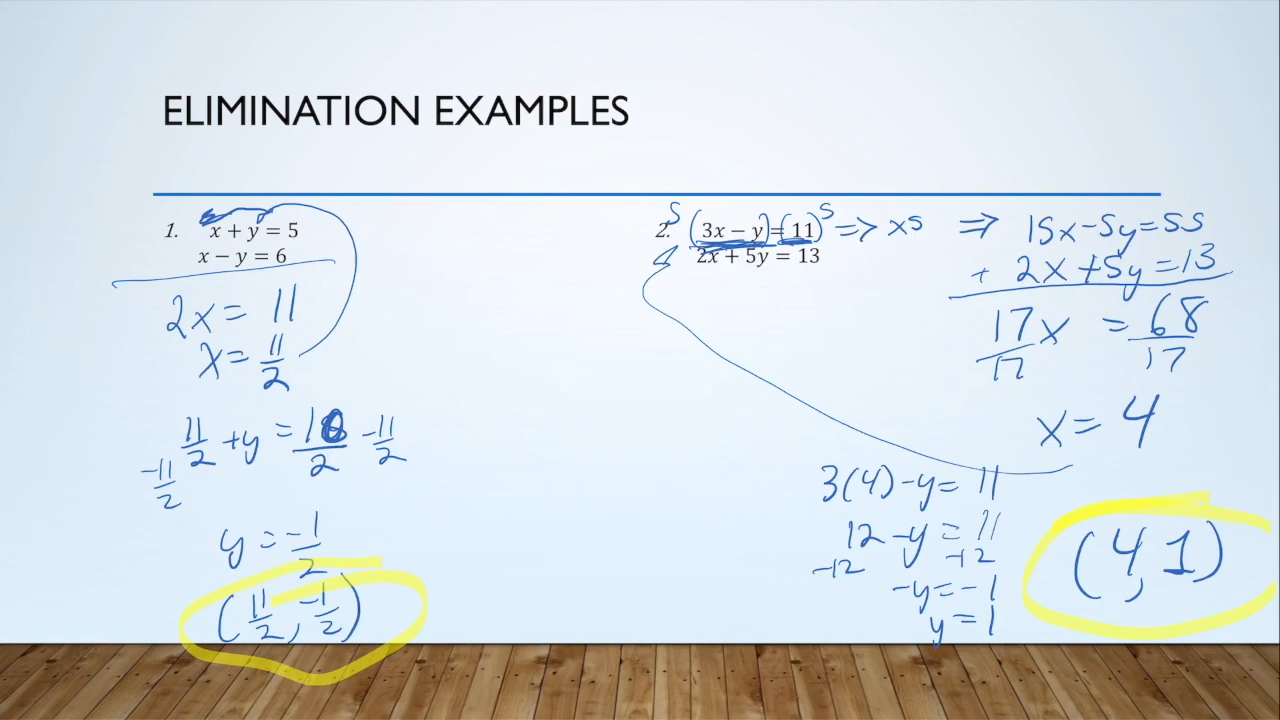 ELIMINATION EXAMPLES
1. x + y = 5
x − y = 6
2x = 11
x = 11/2
11/2 + y = 10/2 - 11/2
-11/2
y = -1/2
(11/2, -1/2)
2. 5(3x − y) = (11)5 => x5 => 15x - 5y = 55
2x + 5y = 13
+ 2x + 5y = 13
17x = 68
17 17
x = 4
3(4) - y = 11
12 - y = 11
-12 -12
-y = -1
y = 1
(4, 1)